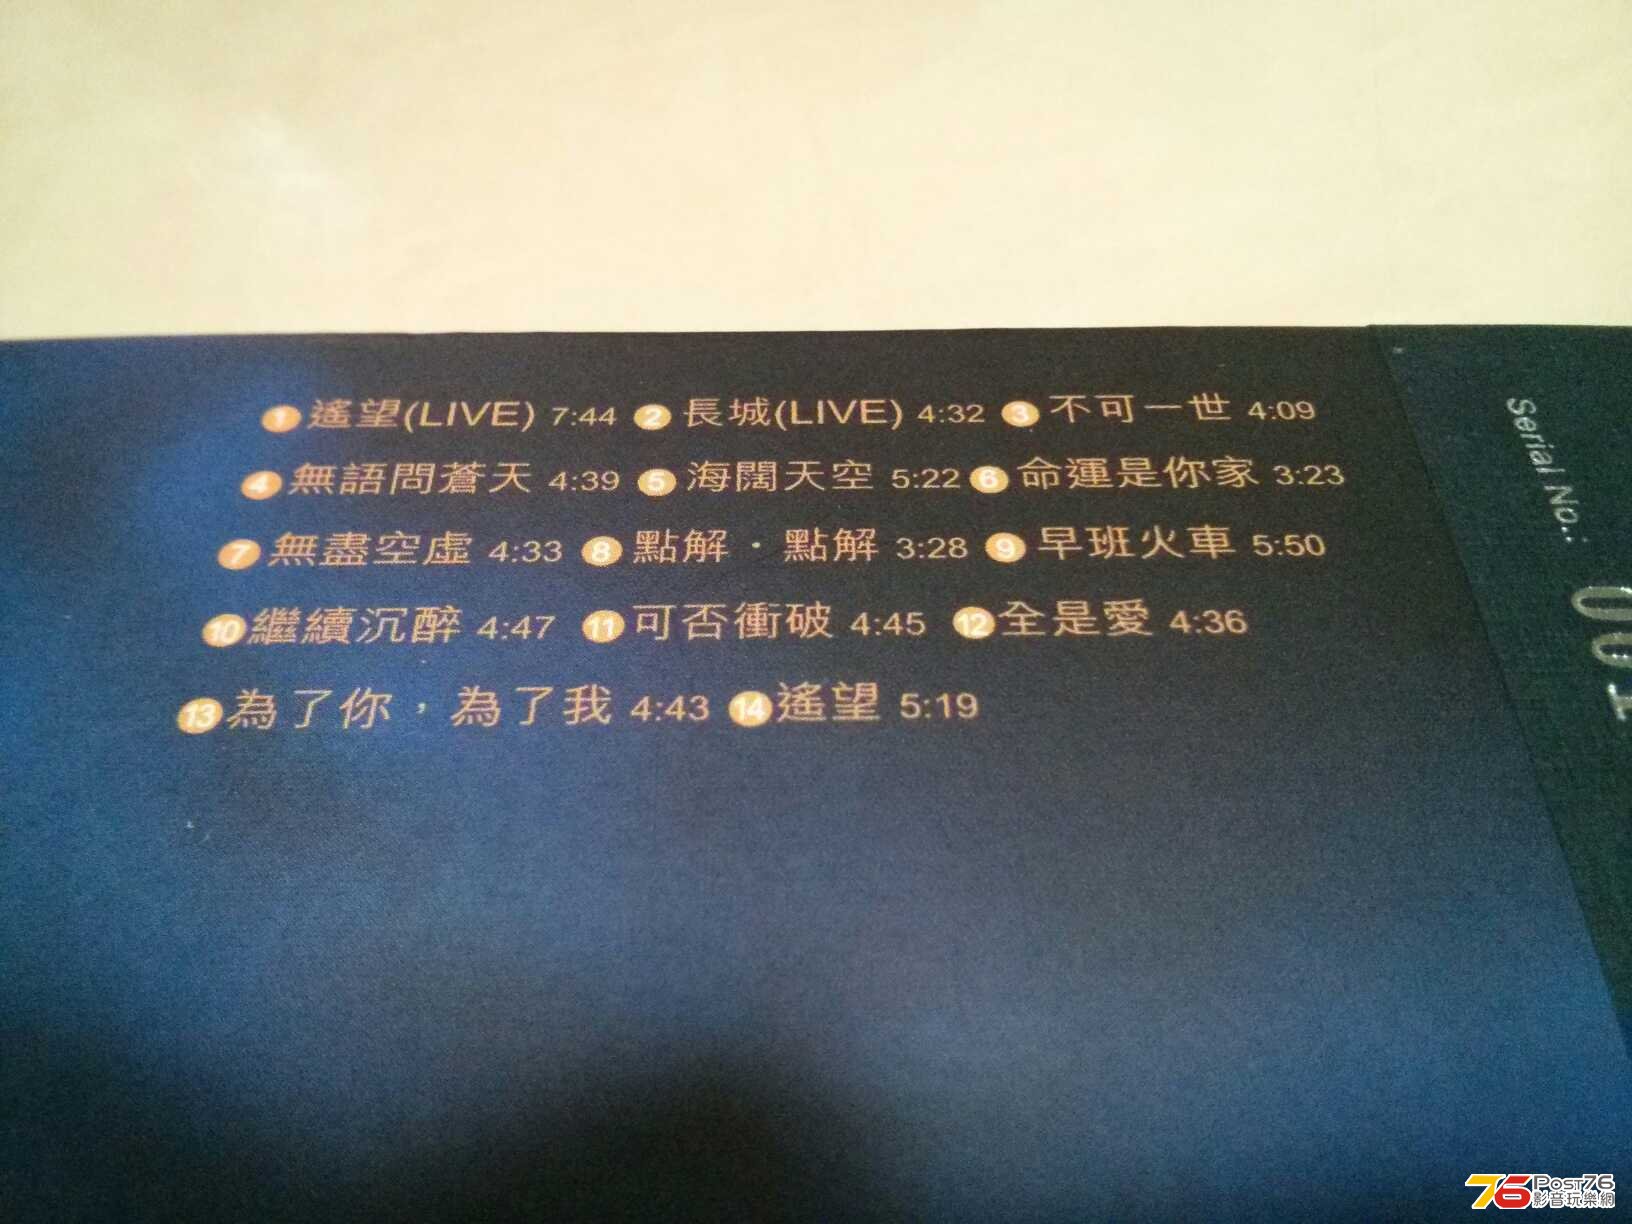 1 遙望(LIVE) 7:44 2 長城(LIVE) 4:32 3 不可一世 4:09
4 無語問蒼天 4:39 5 海闊天空 5:22 6 命運是你家 3:23
7 無盡空虛 4:33 8 點解．點解 3:28 9 早班火車 5:50
10 繼續沉醉 4:47 11 可否衝破 4:45 12 全是愛 4:36
13 為了你，為了我 4:43 14 遙望 5:19
Serial No.:
76 Post76
影音玩樂網